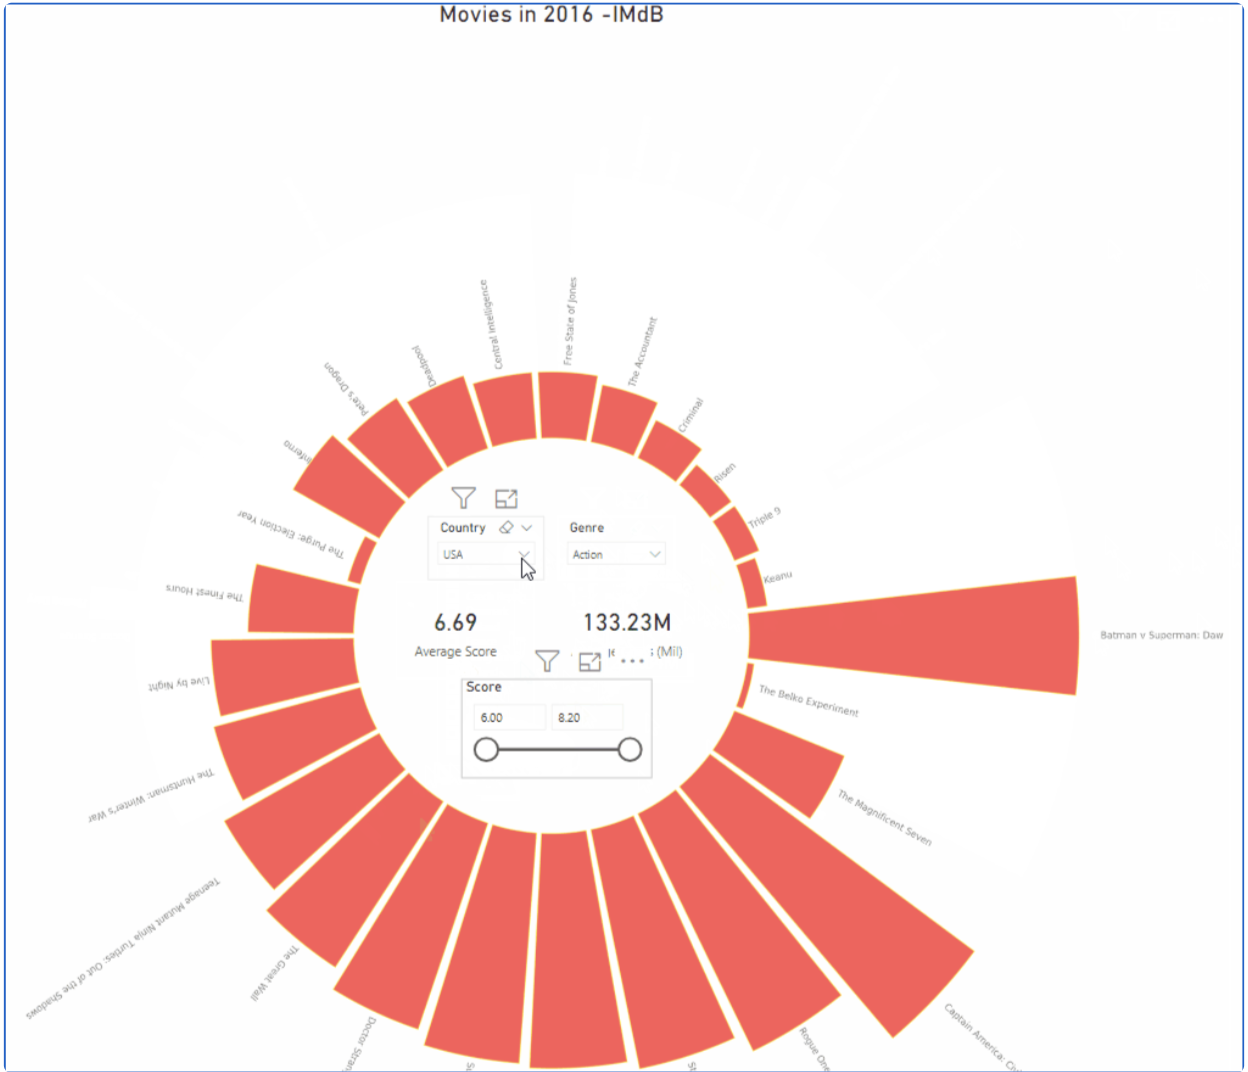 Movies in 2016 -IMdB
Central Intelligence
Free State of Jones
The Accountant
Deadpool
Pete's Dragon
Criminal
Inferno
Risen
Triple 9
The Purge: Election Year
Keanu
The Finest Hours
Batman v Superman: Daw
Live by Night
The Belko Experiment
The Huntsman: Winter's War
The Magnificent Seven
Teenage Mutant Ninja Turtles: Out of the Shadows
The Great Wall
Doctor Stran
Rogue One
Captain America: Ci
Country
Genre
USA
Action
6.69
133.23M
Average Score
(Mil)
Score
6.00
8.20